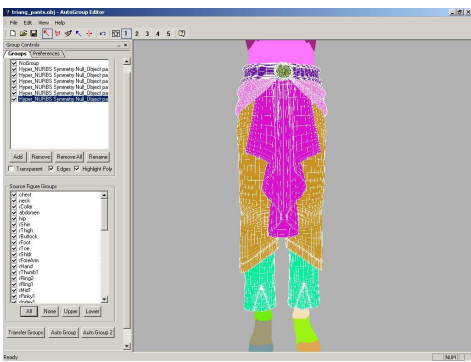 triang_pants.obj - AutoGroup Editor
File Edit View Help
1 2 3 4 5
Group Controls
Groups Preferences
NoGroup
Hyper_NURBS Symmetry Null_Object pa
Hyper_NURBS Symmetry Null_Object pa
Hyper_NURBS Symmetry Null_Object pa
Hyper_NURBS Symmetry Null_Object pa
Hyper_NURBS Symmetry Null_Object pa
Add Remove Remove All Rename
Transparent Edges Highlight Poly
Source Figure Groups
chest
neck
rCollar
abdomen
hip
rShin
rThigh
rButtock
rFoot
rToe
rShldr
rForeArm
rHand
rThumb1
rRing2
rRing1
rMid1
rPinky1
rIndex1
All None Upper Lower
Transfer Groups Auto Group Auto Group 2
Ready
NUM